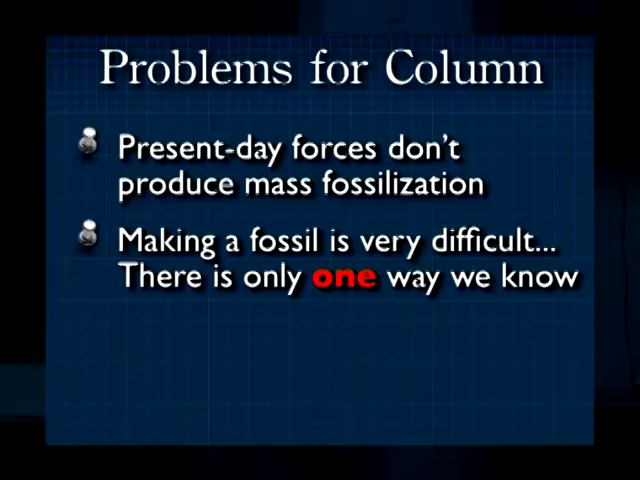 Problems for Column
Present-day forces don't
produce mass fossilization
Making a fossil is very difficult...
There is only one way we know